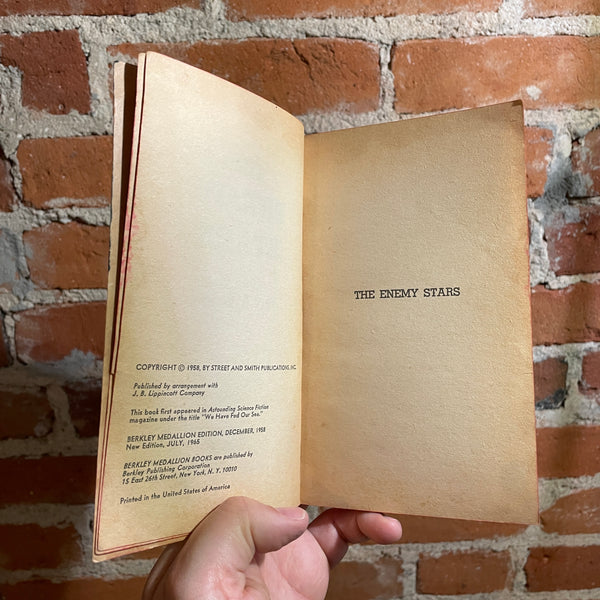 COPYRIGHT © 1958, BY STREET AND SMITH PUBLICATIONS, INC.
Published by arrangement with
J. B. Lippincott Company
This book first appeared in Astounding Science Fiction
magazine under the title "We Have Fed Our Sea."
BERKLEY MEDALLION EDITION, DECEMBER, 1958
New Edition, JULY, 1965
BERKLEY MEDALLION BOOKS are published by
Berkley Publishing Corporation
15 East 26th Street, New York, N. Y. 10010
Printed in the United States of America
THE ENEMY STARS